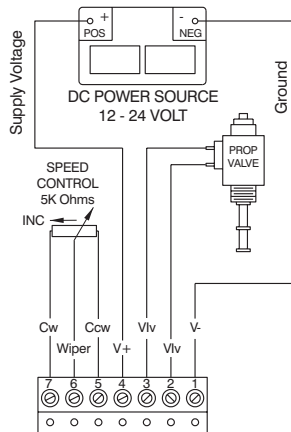 + -
POS NEG
DC POWER SOURCE
12 - 24 VOLT
Supply Voltage
Ground
PROP
VALVE
SPEED
CONTROL
5K Ohms
INC
Cw Ccw Vlv V-
Wiper V+ Vlv
7 6 5 4 3 2 1